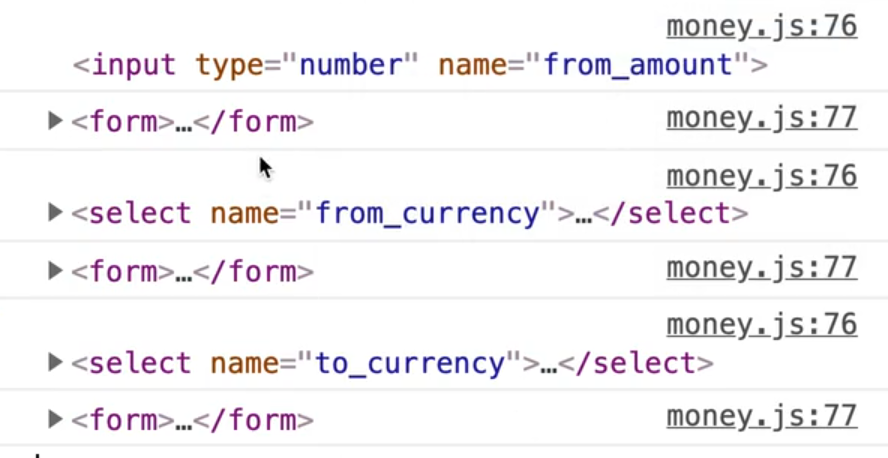 money.js:76
<input type="number" name="from_amount">
<form>…</form> money.js:77
money.js:76
<select name="from_currency">…</select>
<form>…</form> money.js:77
money.js:76
<select name="to_currency">…</select>
<form>…</form> money.js:77